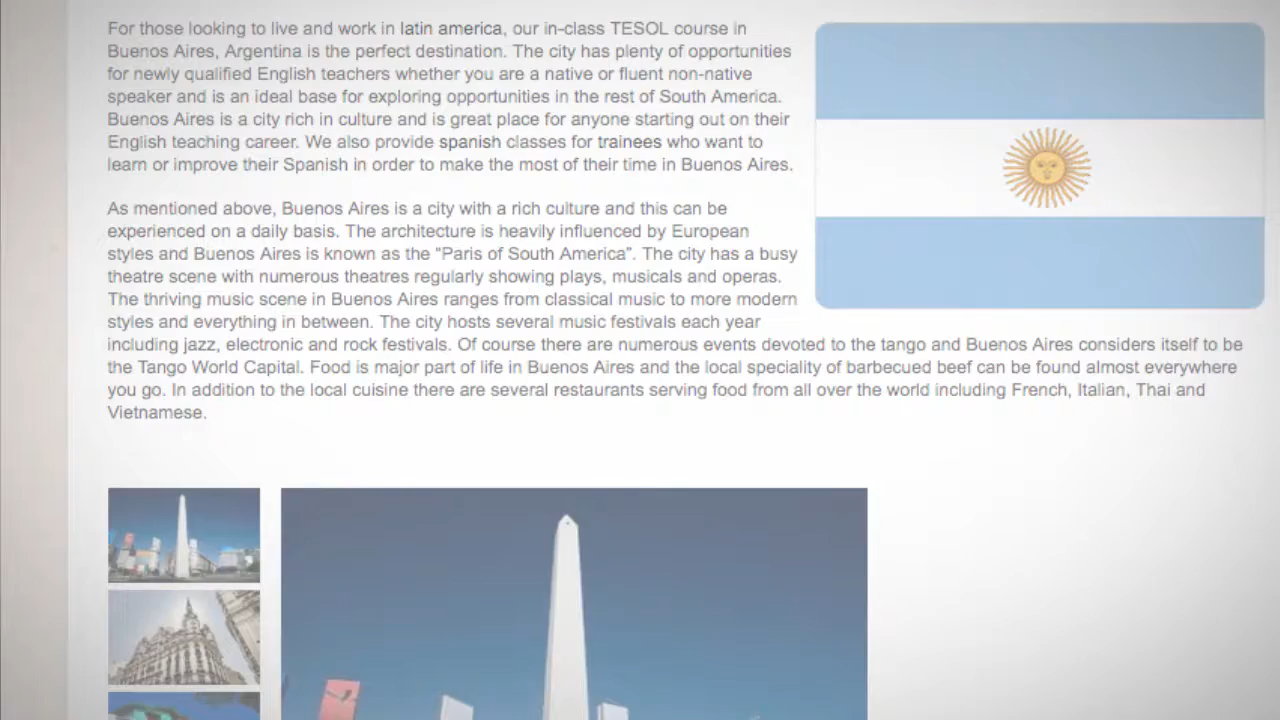 For those looking to live and work in latin america, our in-class TESOL course in
Buenos Aires, Argentina is the perfect destination. The city has plenty of opportunities
for newly qualified English teachers whether you are a native or fluent non-native
speaker and is an ideal base for exploring opportunities in the rest of South America.
Buenos Aires is a city rich in culture and is great place for anyone starting out on their
English teaching career. We also provide spanish classes for trainees who want to
learn or improve their Spanish in order to make the most of their time in Buenos Aires.
As mentioned above, Buenos Aires is a city with a rich culture and this can be
experienced on a daily basis. The architecture is heavily influenced by European
styles and Buenos Aires is known as the “Paris of South America”. The city has a busy
theatre scene with numerous theatres regularly showing plays, musicals and operas.
The thriving music scene in Buenos Aires ranges from classical music to more modern
styles and everything in between. The city hosts several music festivals each year
including jazz, electronic and rock festivals. Of course there are numerous events devoted to the tango and Buenos Aires considers itself to be
the Tango World Capital. Food is major part of life in Buenos Aires and the local speciality of barbecued beef can be found almost everywhere
you go. In addition to the local cuisine there are several restaurants serving food from all over the world including French, Italian, Thai and
Vietnamese.